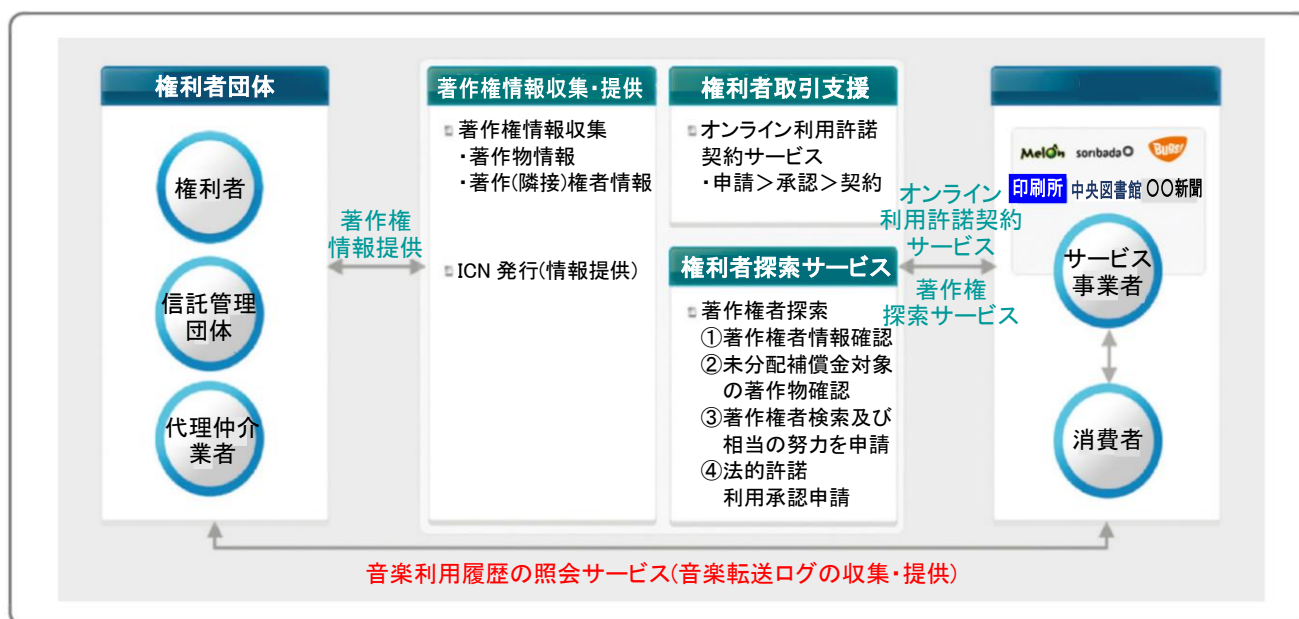 権利者団体
権利者
信託管理
団体
代理仲介
業者
著作権
情報提供
著作権情報収集・提供
著作権情報収集
・著作物情報
・著作(隣接)権者情報
ICN 発行(情報提供)
権利者取引支援
オンライン利用許諾
契約サービス
・申請＞承認＞契約
権利者探索サービス
著作権者探索
①著作権者情報確認
②未分配補償金対象
の著作物確認
③著作権者検索及び
相当の努力を申請
④法的許諾
利用承認申請
オンライン
利用許諾契約
サービス
著作権
探索サービス
Melon soribada Bugs!
印刷所 中央図書館 〇〇新聞
サービス
事業者
消費者
音楽利用履歴の照会サービス(音楽転送ログの収集・提供)